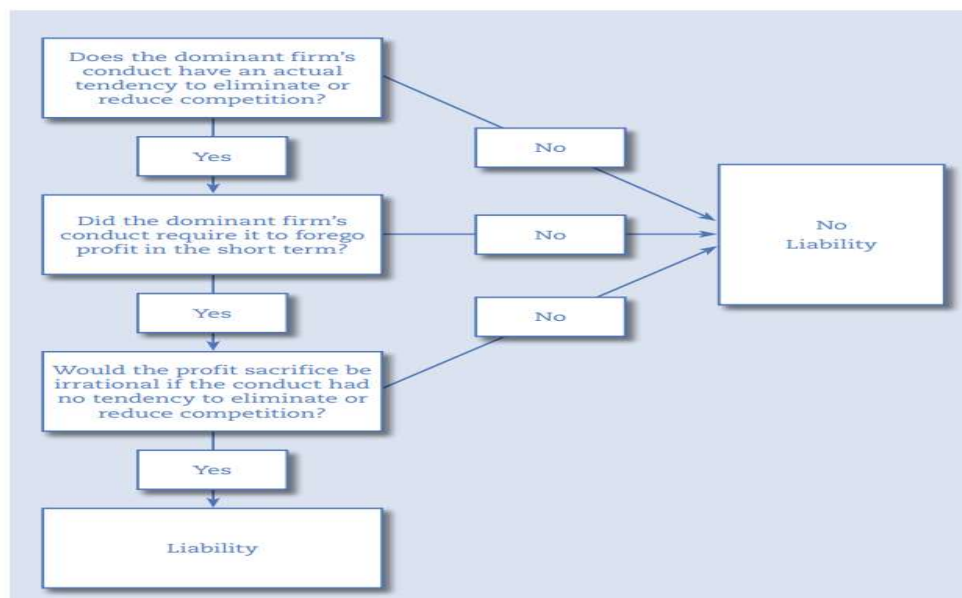 Does the dominant firm's
conduct have an actual
tendency to eliminate or
reduce competition?
No
Yes
Did the dominant firm's
conduct require it to forego
profit in the short term?
No
No
Liability
Yes
No
Would the profit sacrifice be
irrational if the conduct had
no tendency to eliminate or
reduce competition?
Yes
Liability